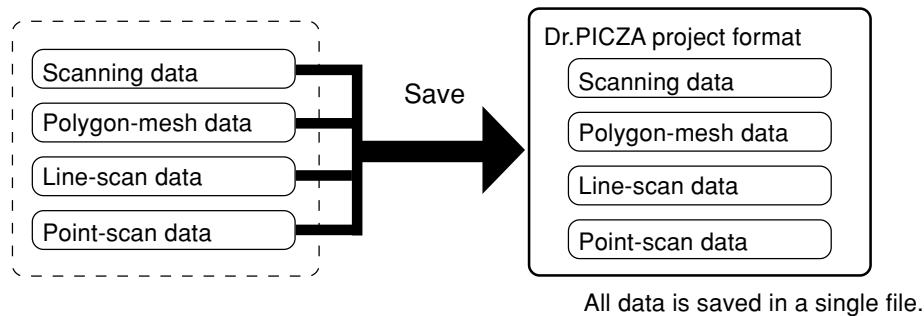 Scanning data
Polygon-mesh data
Line-scan data
Point-scan data
Save
Dr.PICZA project format
Scanning data
Polygon-mesh data
Line-scan data
Point-scan data
All data is saved in a single file.